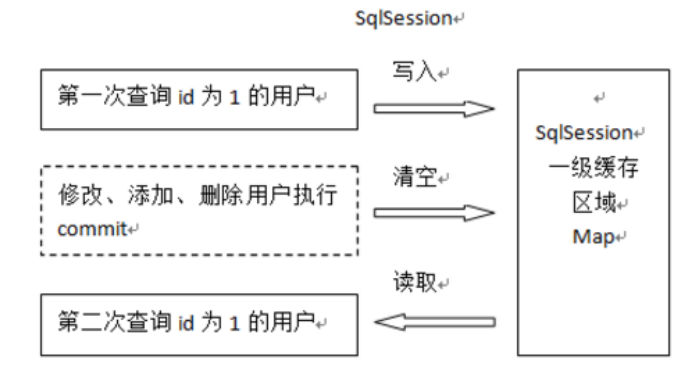 SqlSession
写入
第一次查询 id 为 1 的用户
清空
修改、添加、删除用户执行
commit
读取
第二次查询 id 为 1 的用户
SqlSession
一级缓存
区域
Map